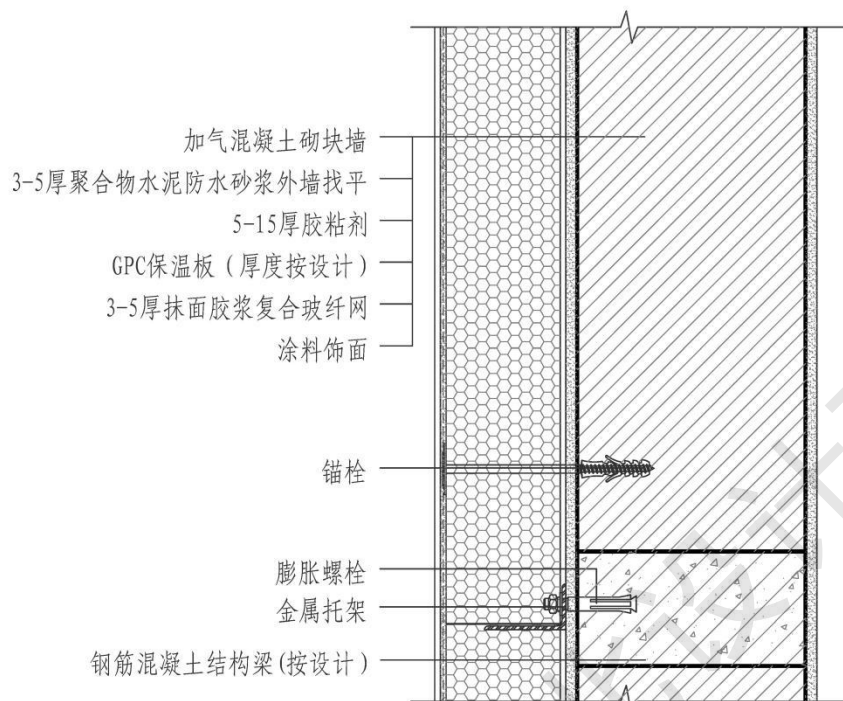 加气混凝土砌块墙
3-5厚聚合物水泥防水砂浆外墙找平
5-15厚胶粘剂
GPC保温板（厚度按设计）
3-5厚抹面胶浆复合玻纤网
涂料饰面
锚栓
膨胀螺栓
金属托架
钢筋混凝土结构梁(按设计)
设计